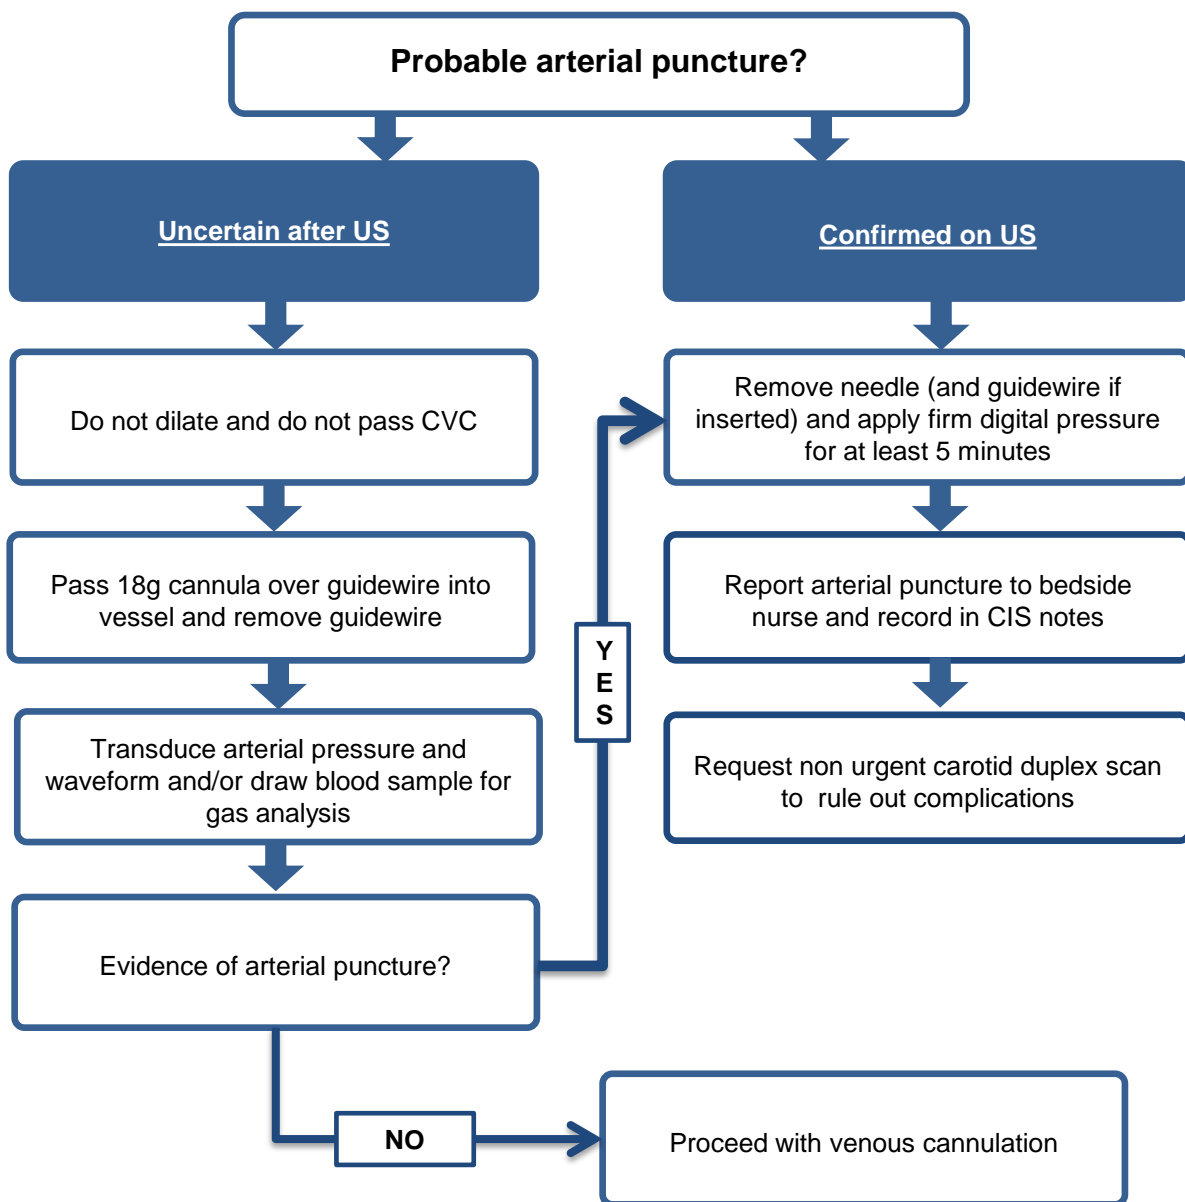 Probable arterial puncture?
Uncertain after US
Confirmed on US
Do not dilate and do not pass CVC
Remove needle (and guidewire if
inserted) and apply firm digital pressure
for at least 5 minutes
Pass 18g cannula over guidewire into
vessel and remove guidewire
Report arterial puncture to bedside
nurse and record in CIS notes
Y
E
S
Transduce arterial pressure and
waveform and/or draw blood sample for
gas analysis
Request non urgent carotid duplex scan
to rule out complications
Evidence of arterial puncture?
NO
Proceed with venous cannulation